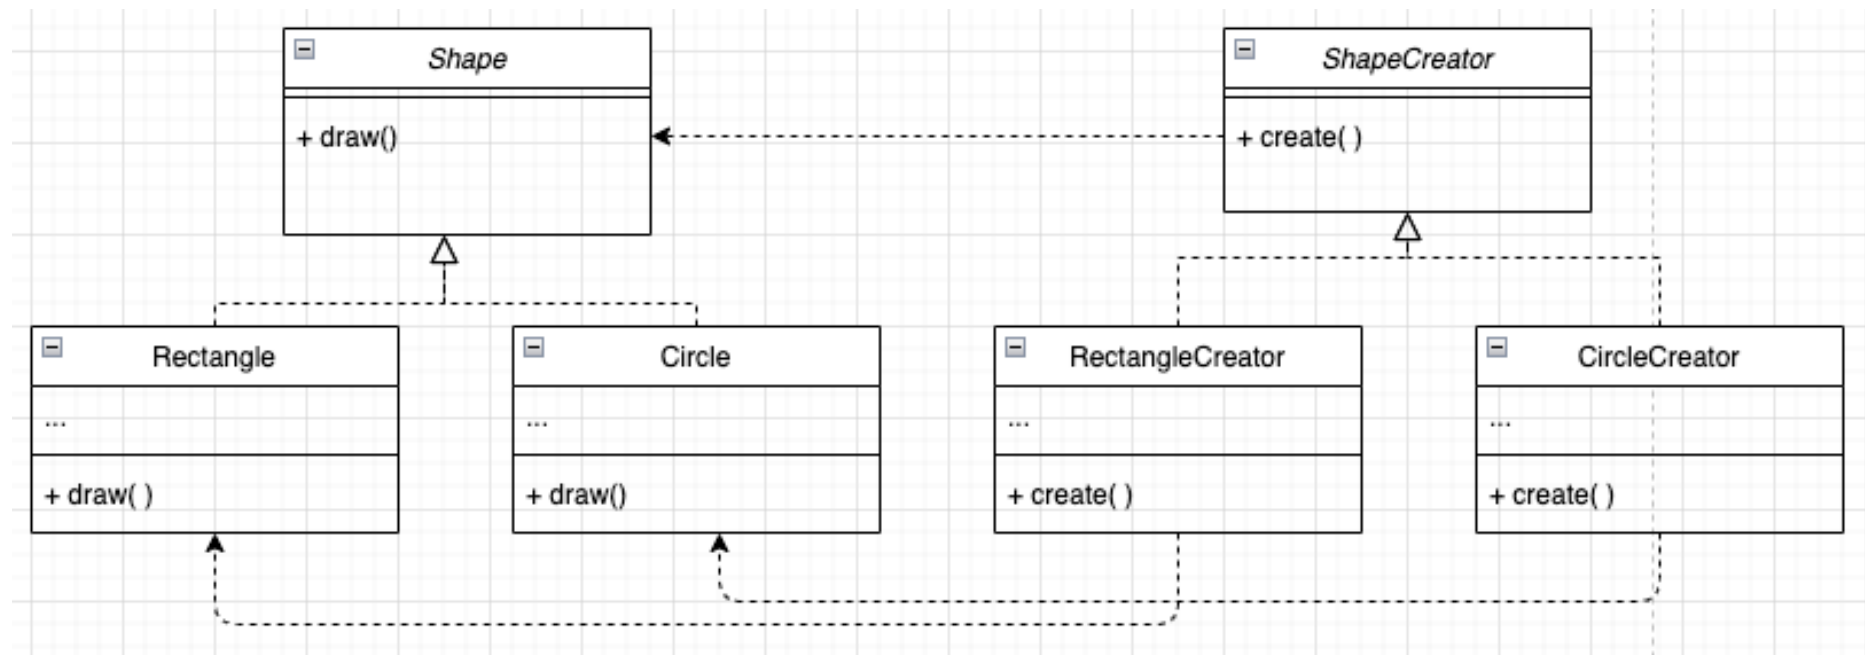 Shape
+ draw()
ShapeCreator
+ create( )
Rectangle
...
+ draw( )
Circle
...
+ draw()
RectangleCreator
...
+ create( )
CircleCreator
...
+ create( )